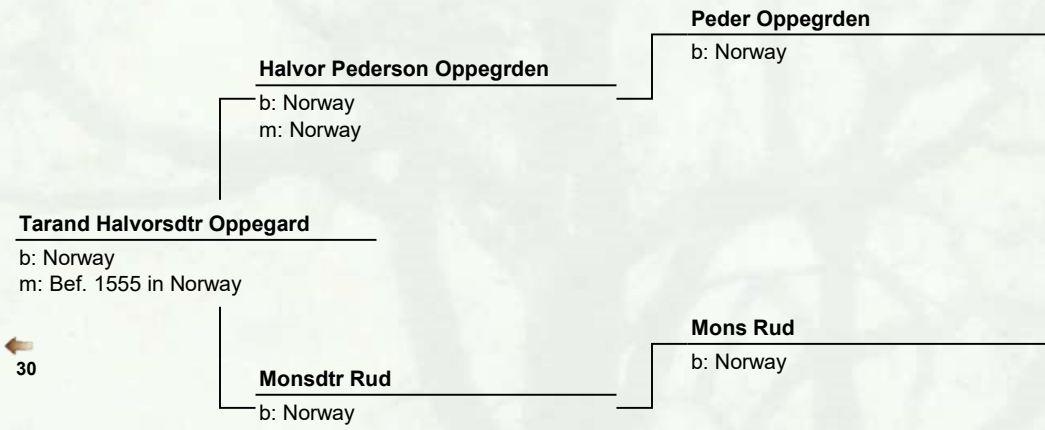 Peder Oppegrden
b: Norway
Halvor Pederson Oppegrden
b: Norway
m: Norway
Tarand Halvorsdtr Oppegard
b: Norway
m: Bef. 1555 in Norway
30
Mons Rud
b: Norway
Monsdtr Rud
b: Norway